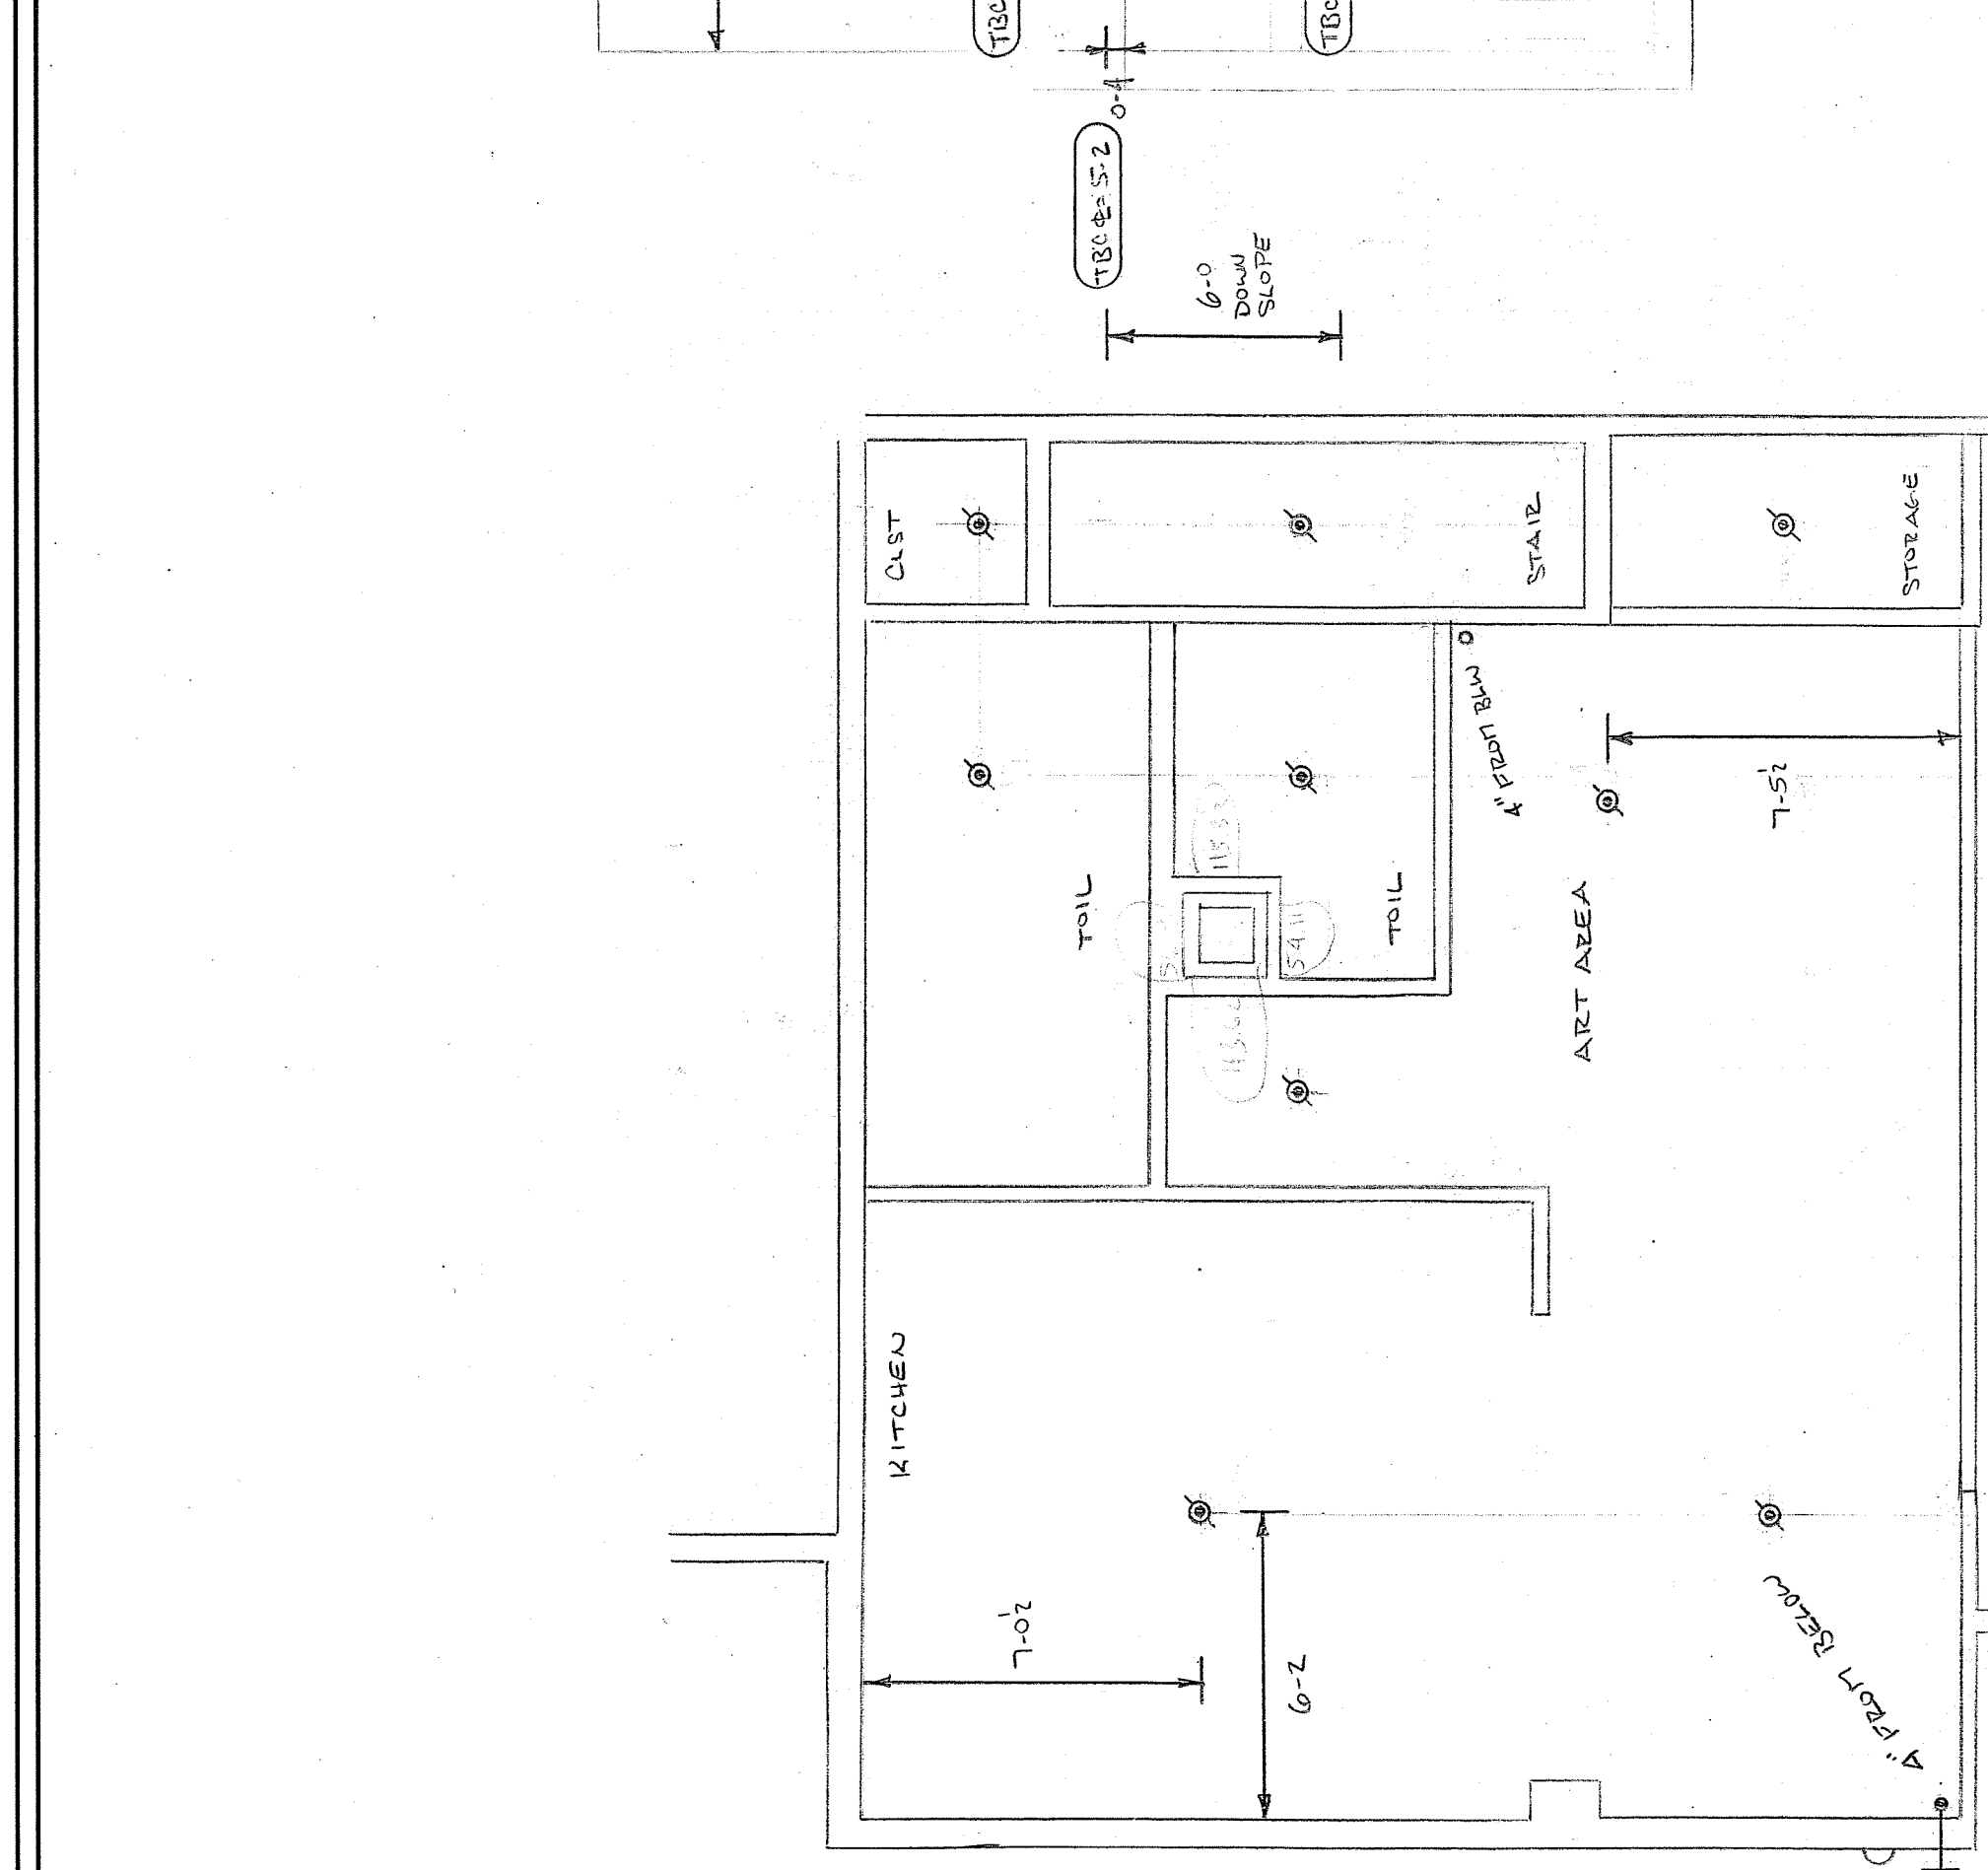 TBC
TBC
0-4
TBC ℄= 5-2
6-0
DOWN
SLOPE
CLST
STAIR
STORAGE
4" FROM BLW
TOIL
TOIL
7-5½
ART AREA
KITCHEN
7-0½
6-2
4" FROM BELOW